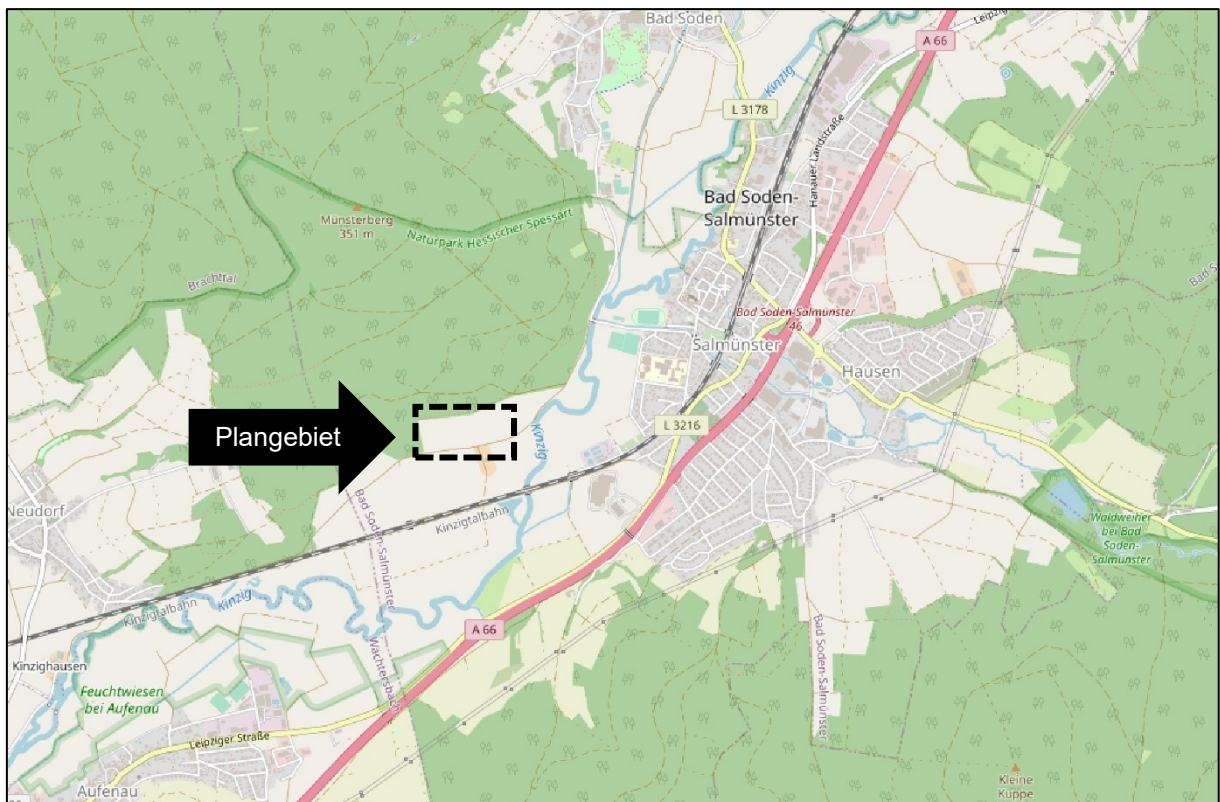 Bad Soden
Leipzig
A 66
Kinzig
L 3178
Hanauer Landstraße
Bad Soden-
Salmünster
Münsterberg
351 m
Naturpark Hessischer Spessart
Brachttal
Bad S
Bad Soden-Salmünster
46
Salmünster
Hausen
L 3216
Plangebiet
Kinzig
Neudorf
Bad Soden-Salmünster
Wächtersbach
Kinzigtalbahn
Waldweiher
bei Bad
Soden-
Salmünster
Kinzigtalbahn
Kinzig
A 66
Bad Soden-Salmünster
Kinzighausen
Feuchtwiesen
bei Aufenau
Leipziger Straße
Aufenau
Kleine
Kuppe